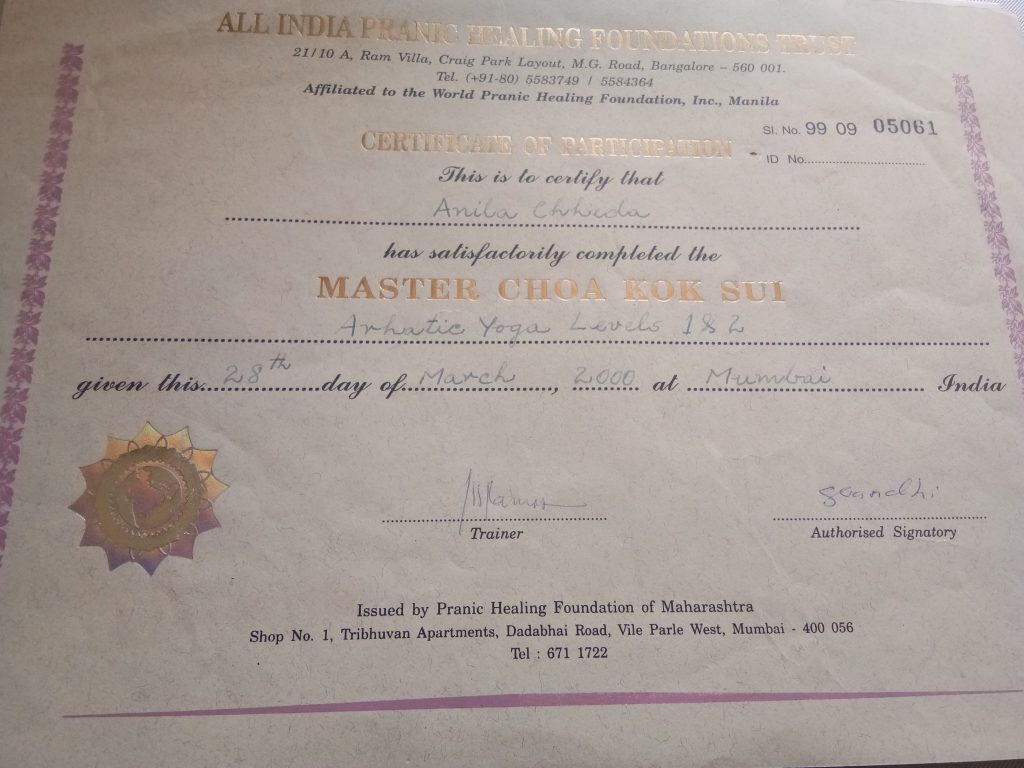 ALL INDIA PRANIC HEALING FOUNDATIONS TRUST
21/10 A, Ram Villa, Craig Park Layout, M.G. Road, Bangalore – 560 001.
Tel. (+91-80) 5583749 / 5584364
Affiliated to the World Pranic Healing Foundation, Inc., Manila
Sl. No. 99 09 05061
CERTIFICATE OF PARTICIPATION
ID No..................................
This is to certify that
Anila Chheda
has satisfactorily completed the
MASTER CHOA KOK SUI
Arhatic Yoga Levels 1 & 2
given this 28th day of March, 2000 at Mumbai India
Sgandhi
Trainer Authorised Signatory
Issued by Pranic Healing Foundation of Maharashtra
Shop No. 1, Tribhuvan Apartments, Dadabhai Road, Vile Parle West, Mumbai - 400 056
Tel : 671 1722